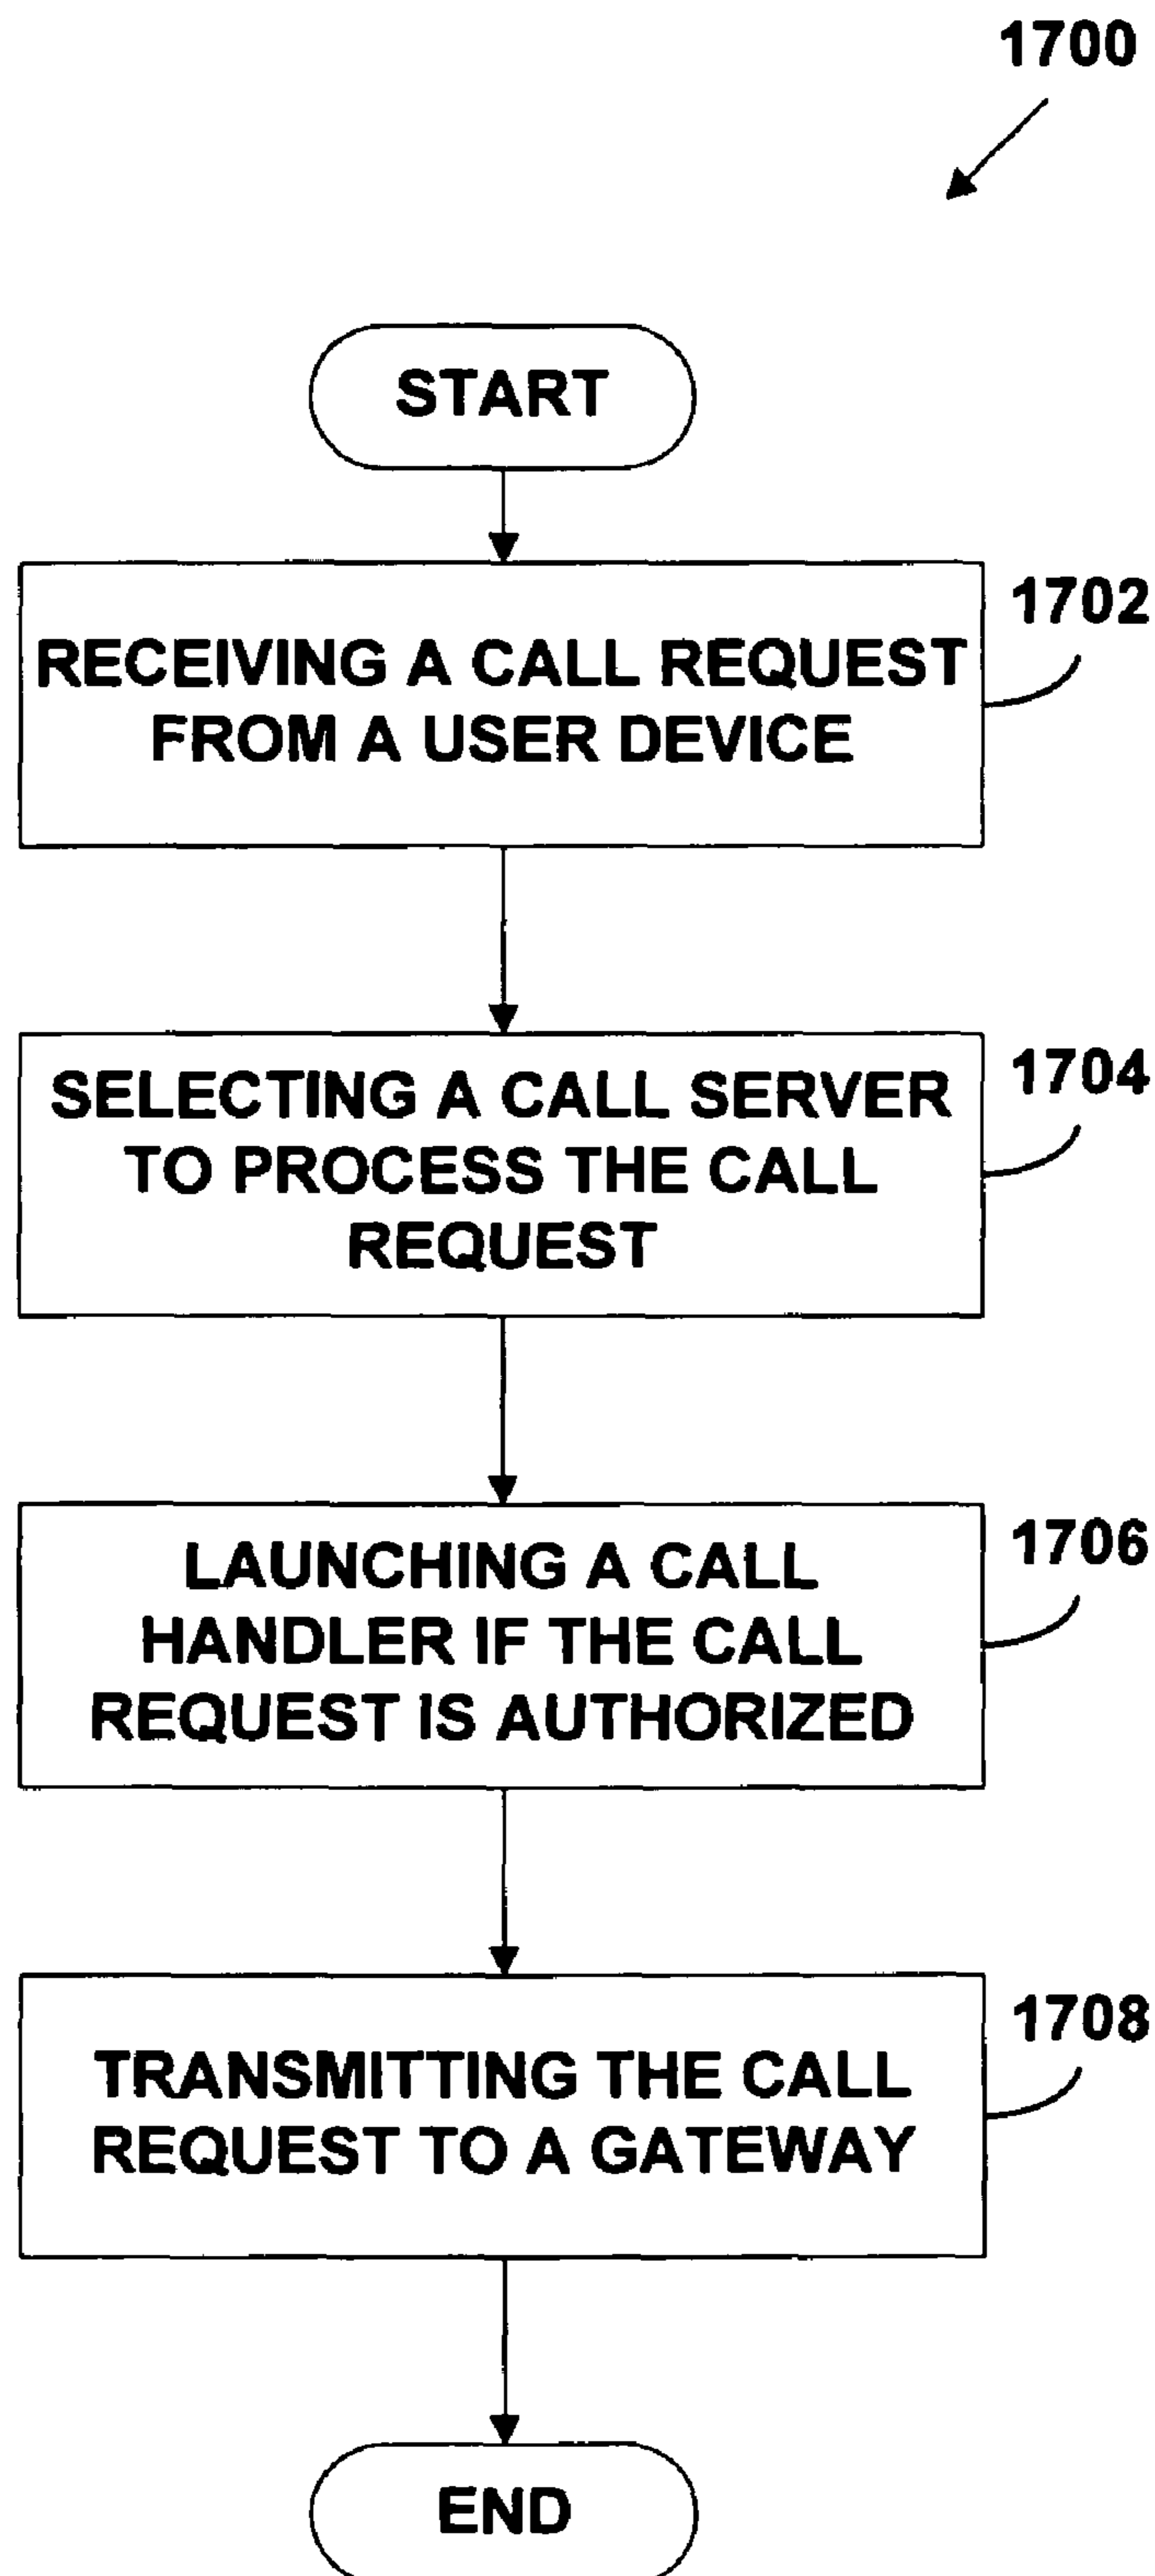 1700
START
RECEIVING A CALL REQUEST
FROM A USER DEVICE
1702
SELECTING A CALL SERVER
TO PROCESS THE CALL
REQUEST
1704
LAUNCHING A CALL
HANDLER IF THE CALL
REQUEST IS AUTHORIZED
1706
TRANSMITTING THE CALL
REQUEST TO A GATEWAY
1708
END